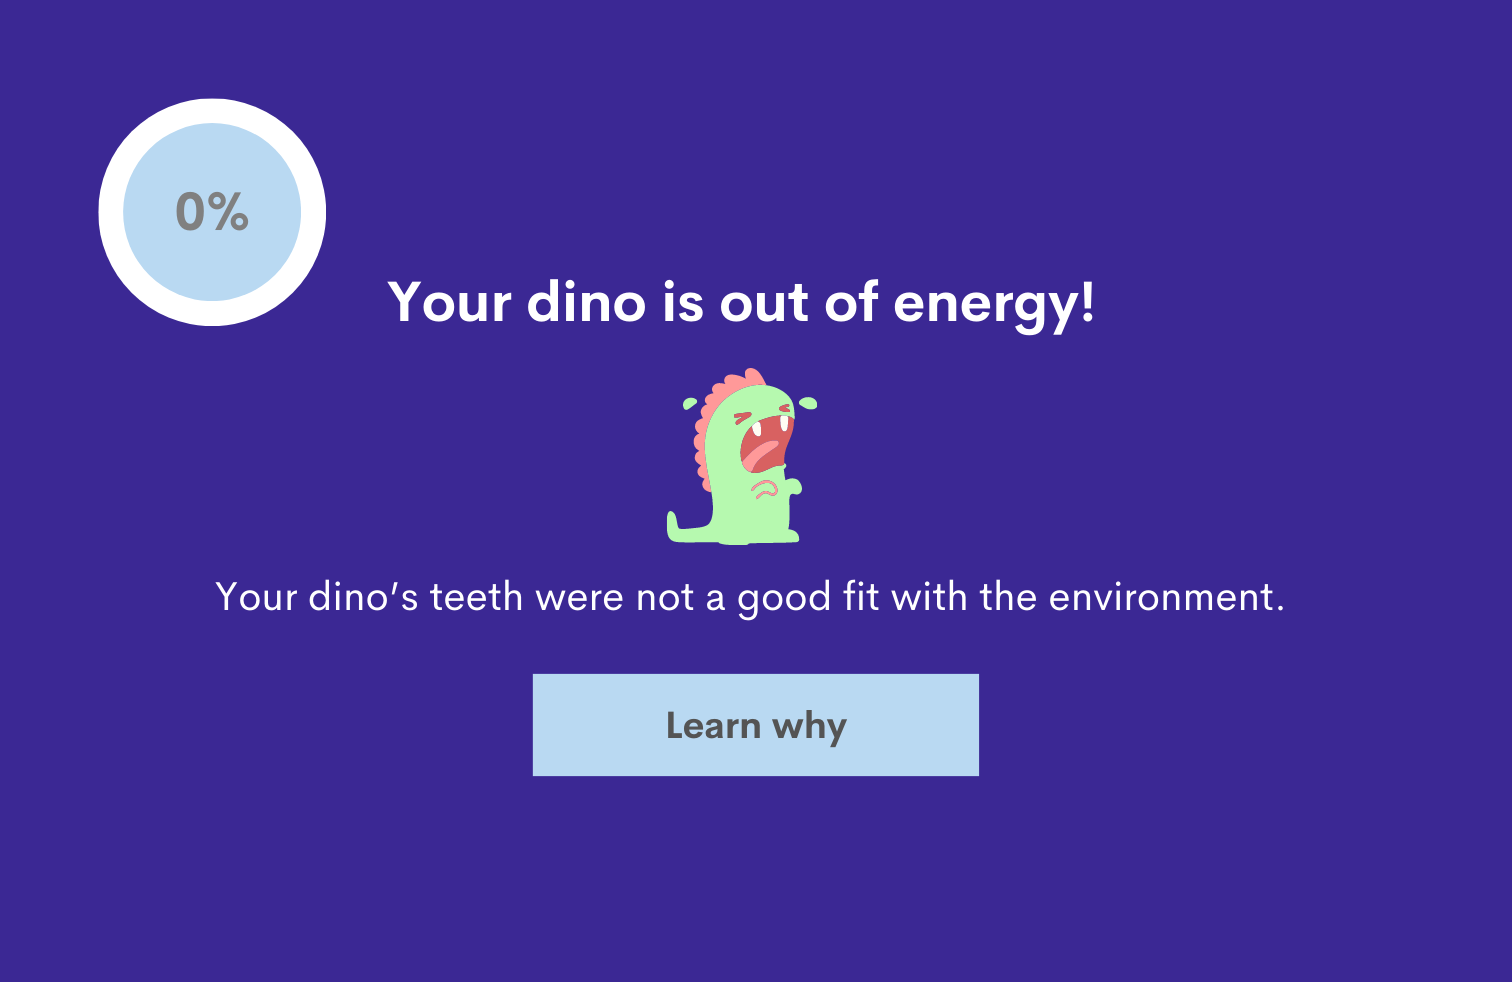 0%
Your dino is out of energy!
Your dino’s teeth were not a good fit with the environment.
Learn why